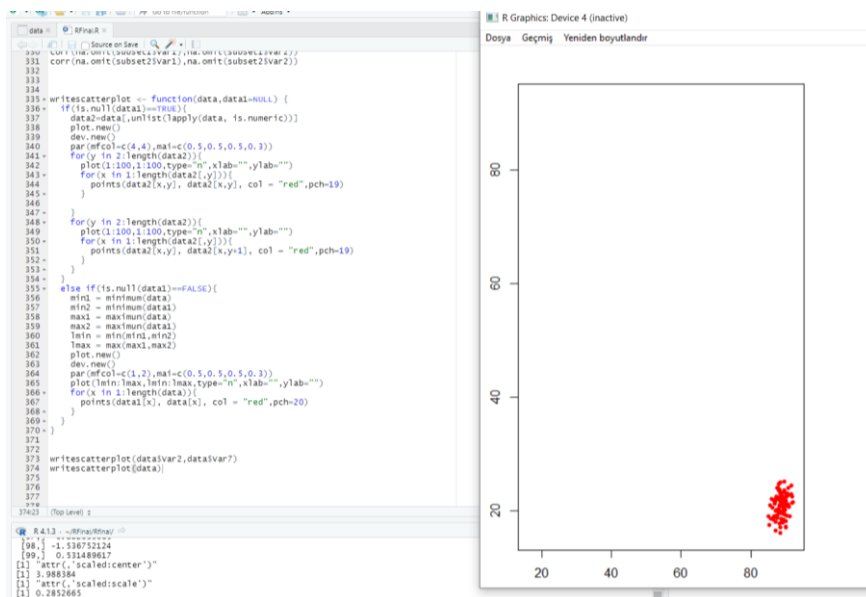 Go to file/function
Addins
data
RFinal.R
Source on Save
330 corr(na.omit(subset1$var1),na.omit(subset1$var2))
331 corr(na.omit(subset2$var1),na.omit(subset2$var2))
332
333
334
335 writescatterplot <- function(data,data1=NULL) {
336 if(is.null(data1)==TRUE){
337 data2=data[,unlist(lapply(data, is.numeric))]
338 plot.new()
339 dev.new()
340 par(mfcol=c(4,4),mai=c(0.5,0.5,0.5,0.3))
341 for(y in 2:length(data2)){
342 plot(1:100,1:100,type="n",xlab="",ylab="")
343 for(x in 1:length(data2[,y])){
344 points(data2[x,y], data2[x,y], col = "red",pch=19)
345 }
346
347 }
348 for(y in 2:length(data2)){
349 plot(1:100,1:100,type="n",xlab="",ylab="")
350 for(x in 1:length(data2[,y])){
351 points(data2[x,y], data2[x,y+1], col = "red",pch=19)
352 }
353 }
354 }
355 else if(is.null(data1)==FALSE){
356 min1 = minimum(data)
357 min2 = minimum(data1)
358 max1 = maximun(data)
359 max2 = maximun(data1)
360 lmin = min(min1,min2)
361 lmax = max(max1,max2)
362 plot.new()
363 dev.new()
364 par(mfcol=c(1,2),mai=c(0.5,0.5,0.5,0.3))
365 plot(lmin:lmax,lmin:lmax,type="n",xlab="",ylab="")
366 for(x in 1:length(data)){
367 points(data1[x], data[x], col = "red",pch=20)
368 }
369 }
370 }
371
372
373 writescatterplot(data$var2,data$var7)
374 writescatterplot(data)
375
376
377
378
374:23 (Top Level)
R 4.1.3 · ~/RFinal/Rfinal/
[98,] -1.536752124
[99,] 0.531489617
[1] "attr(,'scaled:center')"
[1] 3.988384
[1] "attr(,'scaled:scale')"
[1] 0.2852665
R Graphics: Device 4 (inactive)
Dosya Geçmiş Yeniden boyutlandır
80
60
40
20
20 40 60 80